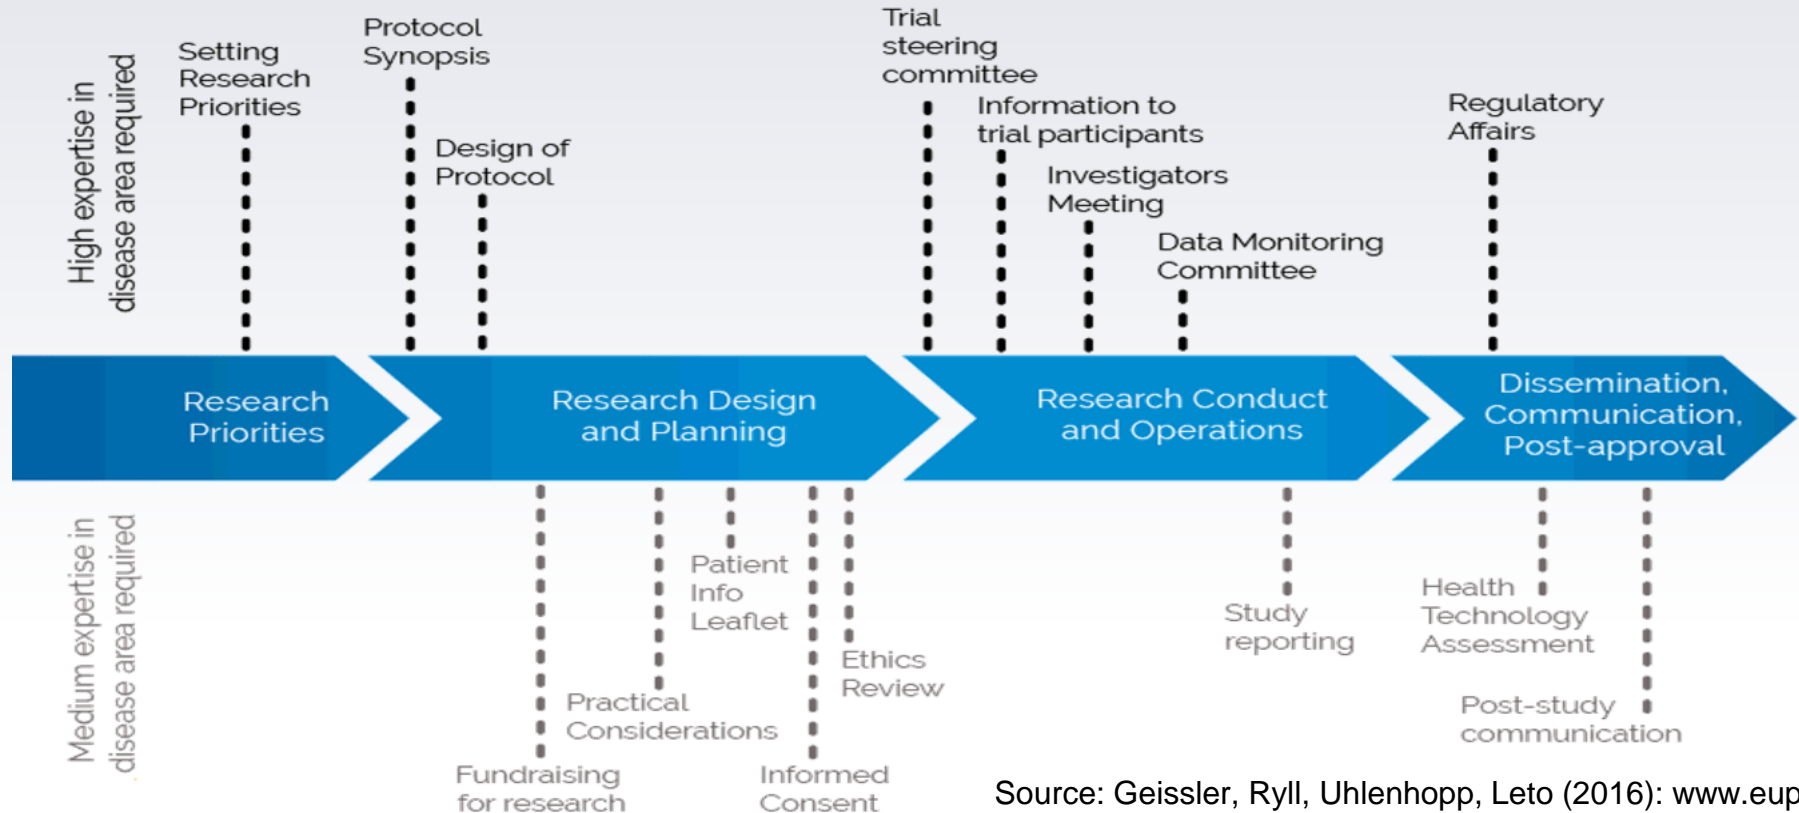 High expertise in
disease area required
Setting
Research
Priorities
Protocol
Synopsis
Design of
Protocol
Trial
steering
committee
Information to
trial participants
Investigators
Meeting
Data Monitoring
Committee
Regulatory
Affairs
Research
Priorities
Research Design
and Planning
Research Conduct
and Operations
Dissemination,
Communication,
Post-approval
Medium expertise in
disease area required
Fundraising
for research
Practical
Considerations
Patient
Info
Leaflet
Informed
Consent
Ethics
Review
Study
reporting
Health
Technology
Assessment
Post-study
communication
Source: Geissler, Ryll, Uhlenhopp, Leto (2016): www.eup